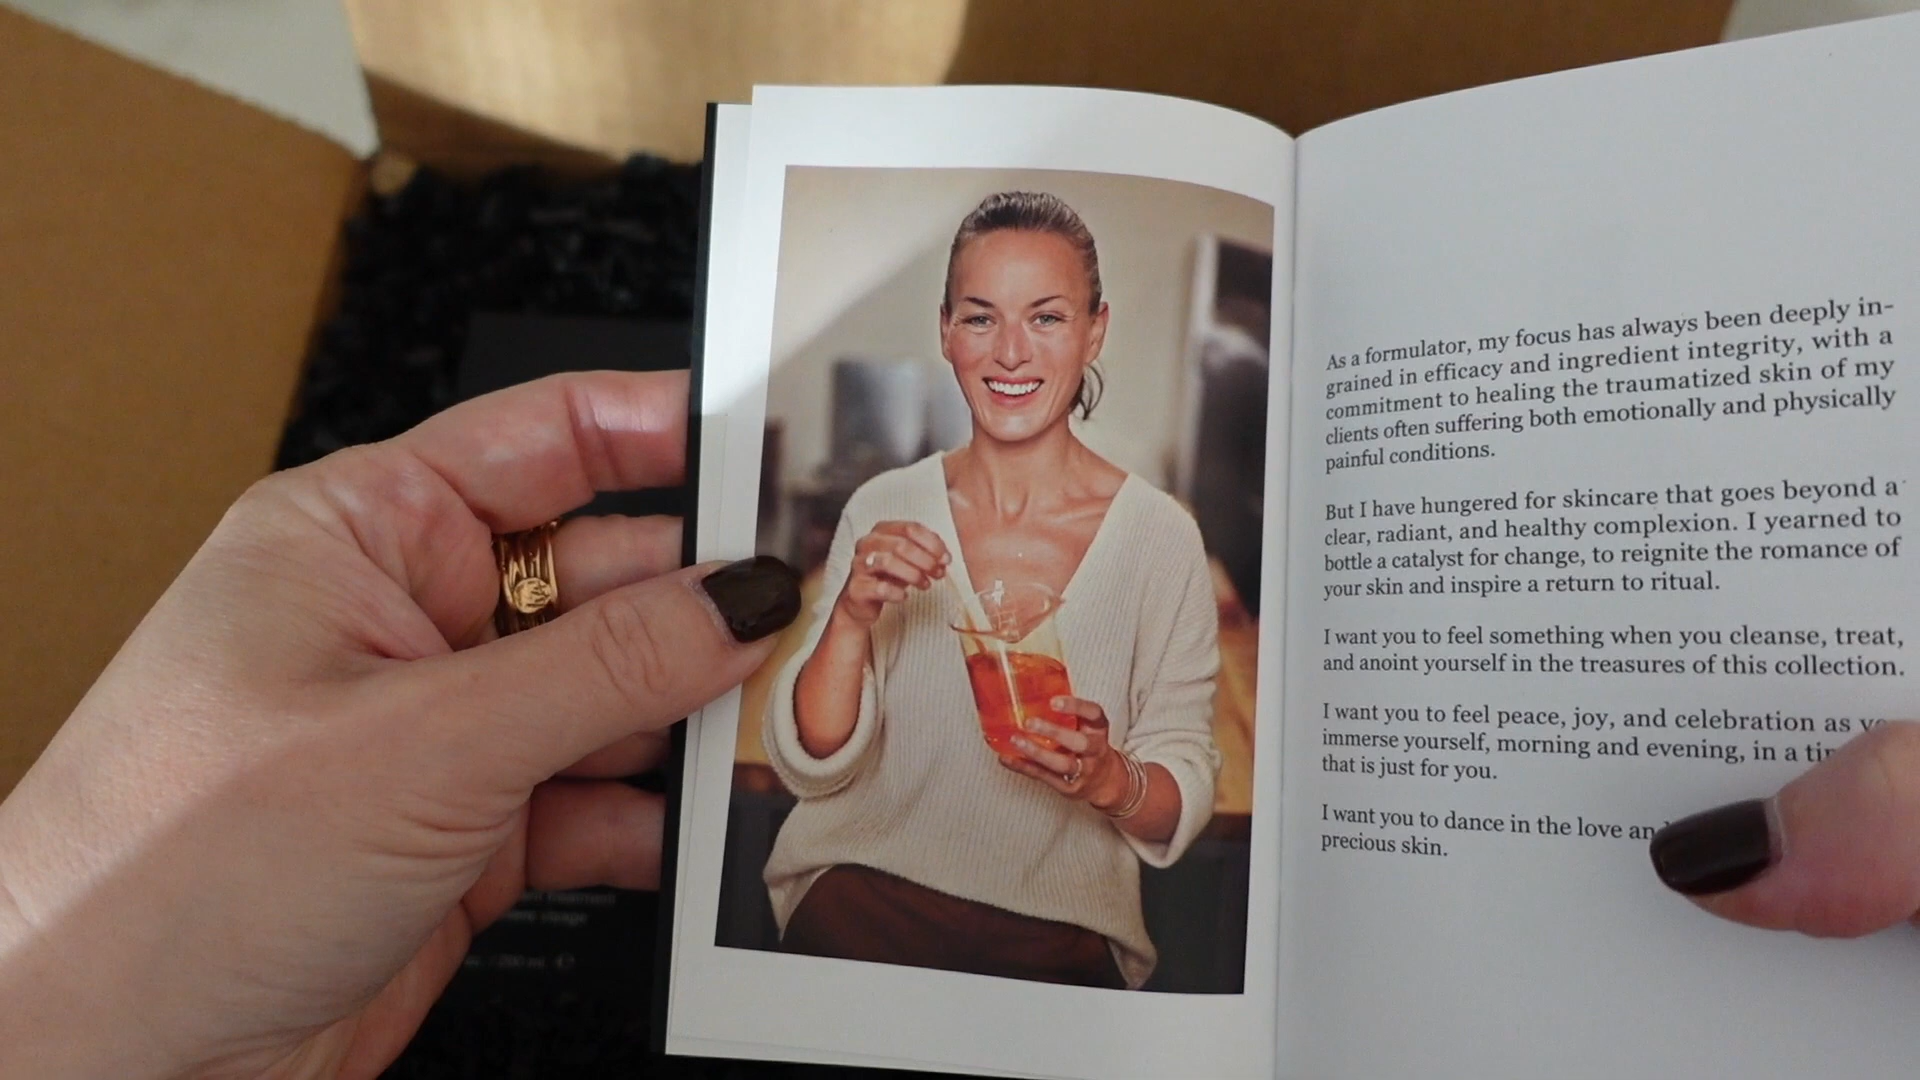 As a formulator, my focus has always been deeply in-
grained in efficacy and ingredient integrity, with a
commitment to healing the traumatized skin of my
clients often suffering both emotionally and physically
painful conditions.
But I have hungered for skincare that goes beyond a
clear, radiant, and healthy complexion. I yearned to
bottle a catalyst for change, to reignite the romance of
your skin and inspire a return to ritual.
I want you to feel something when you cleanse, treat,
and anoint yourself in the treasures of this collection.
I want you to feel peace, joy, and celebration as
immerse yourself, morning and evening, in a
that is just for you.
I want you to dance in the love
precious skin.